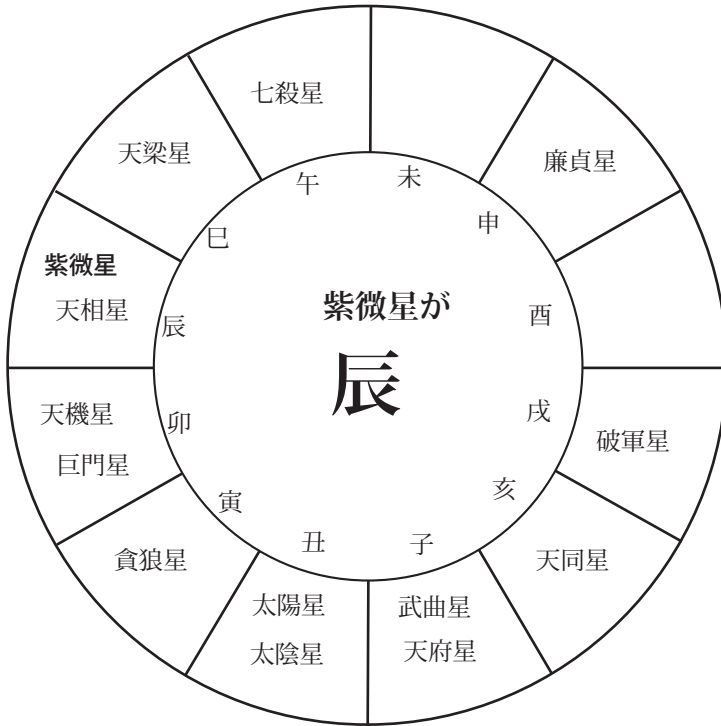 七殺星
天梁星
廉貞星
午
未
巳
申
紫微星
天相星
辰
酉
紫微星が
辰
天機星
巨門星
卯
戌
破軍星
寅
亥
貪狼星
丑
子
天同星
太陽星
太陰星
武曲星
天府星